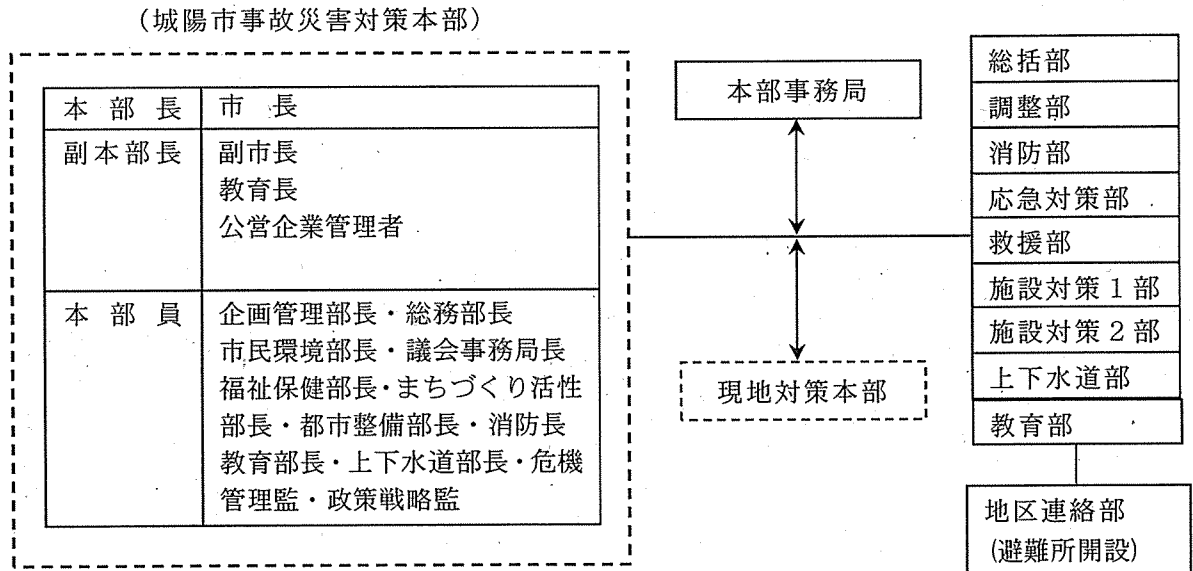 (城陽市事故災害対策本部)
本部長 市長
副本部長 副市長
教育長
公営企業管理者
本部員 企画管理部長・総務部長
市民環境部長・議会事務局長
福祉保健部長・まちづくり活性
部長・都市整備部長・消防長
教育部長・上下水道部長・危機
管理監・政策戦略監
本部事務局
現地対策本部
総括部
調整部
消防部
応急対策部
救援部
施設対策1部
施設対策2部
上下水道部
教育部
地区連絡部
(避難所開設)